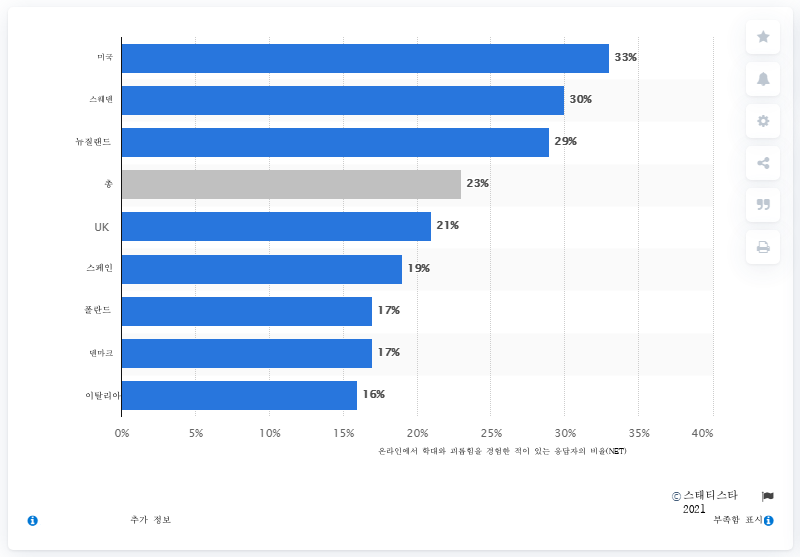 미국
33%
스웨덴
30%
뉴질랜드
29%
총
23%
UK
21%
스페인
19%
폴란드
17%
덴마크
17%
이탈리아
16%
0% 5% 10% 15% 20% 25% 30% 35% 40%
온라인에서 학대와 괴롭힘을 경험한 적이 있는 응답자의 비율(NET)
© 스태티스타
2021
추가 정보
부족함 표시